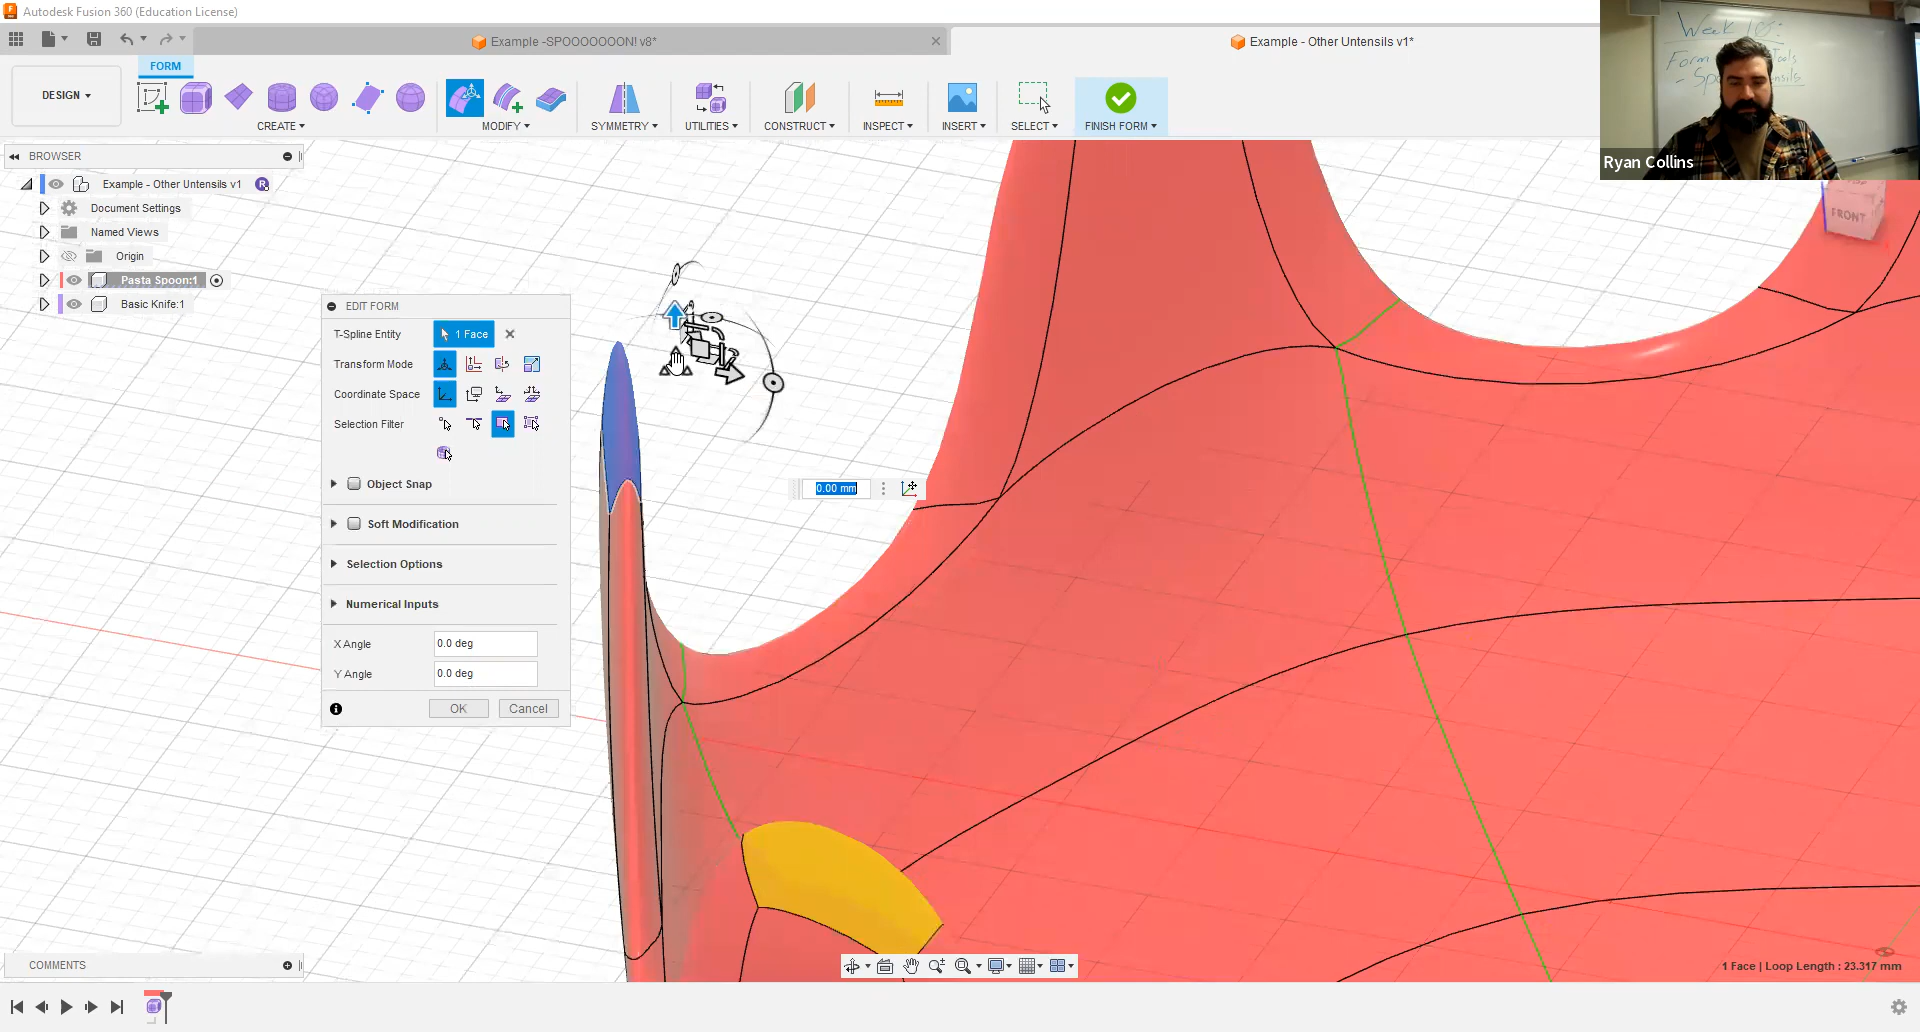 Autodesk Fusion 360 (Education License)
Example -SPOOOOOOON! v8*
Example - Other Untensils v1*
FORM
DESIGN
CREATE
MODIFY
SYMMETRY
UTILITIES
CONSTRUCT
INSPECT
INSERT
SELECT
FINISH FORM
Week 10:
Form
Tools
Ryan Collins
FRONT
BROWSER
Example - Other Untensils v1
Document Settings
Named Views
Origin
Pasta Spoon:1
Basic Knife:1
EDIT FORM
T-Spline Entity
1 Face
Transform Mode
Coordinate Space
Selection Filter
Object Snap
Soft Modification
Selection Options
Numerical Inputs
X Angle
0.0 deg
Y Angle
0.0 deg
OK
Cancel
0.00 mm
COMMENTS
1 Face | Loop Length : 23.317 mm